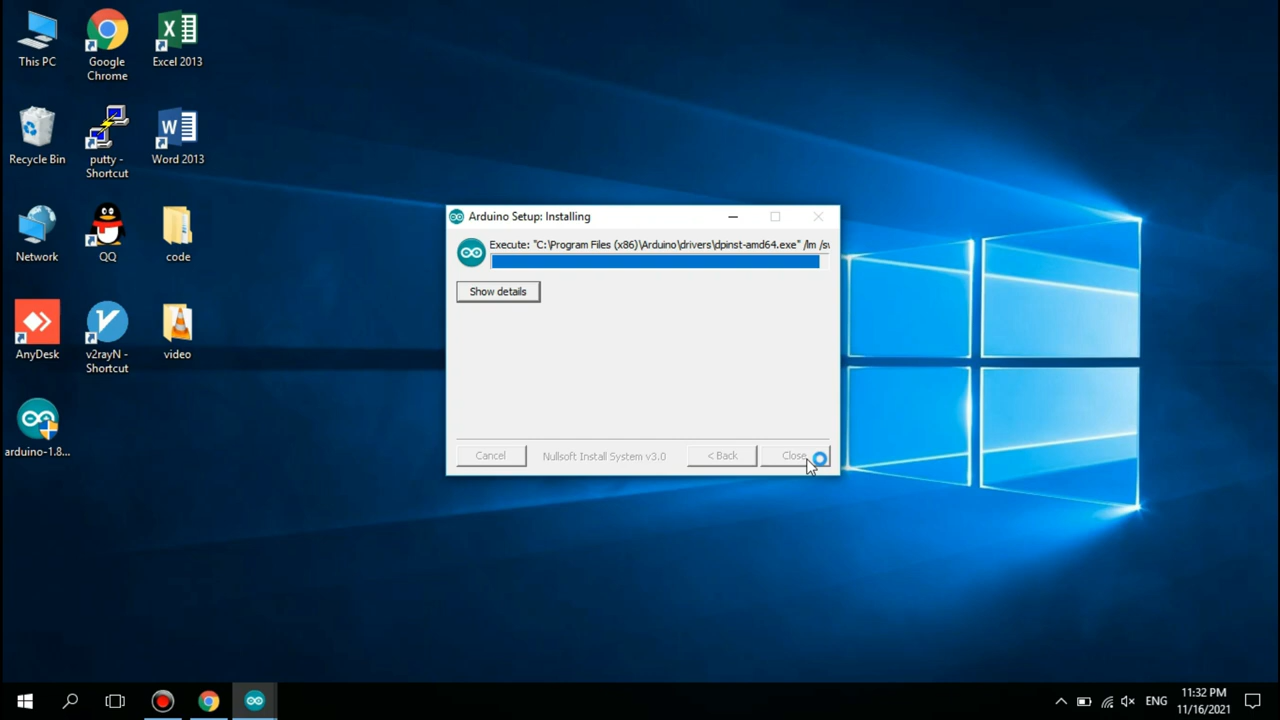 This PC
Google
Chrome
Excel 2013
Recycle Bin
putty -
Shortcut
Word 2013
Network
QQ
code
AnyDesk
v2rayN -
Shortcut
video
arduino-1.8...
Arduino Setup: Installing
Execute: "C:\Program Files (x86)\Arduino\drivers\dpinst-amd64.exe" /lm /sv
Show details
Cancel
Nullsoft Install System v3.0
< Back
Close
ENG
11:32 PM
11/16/2021